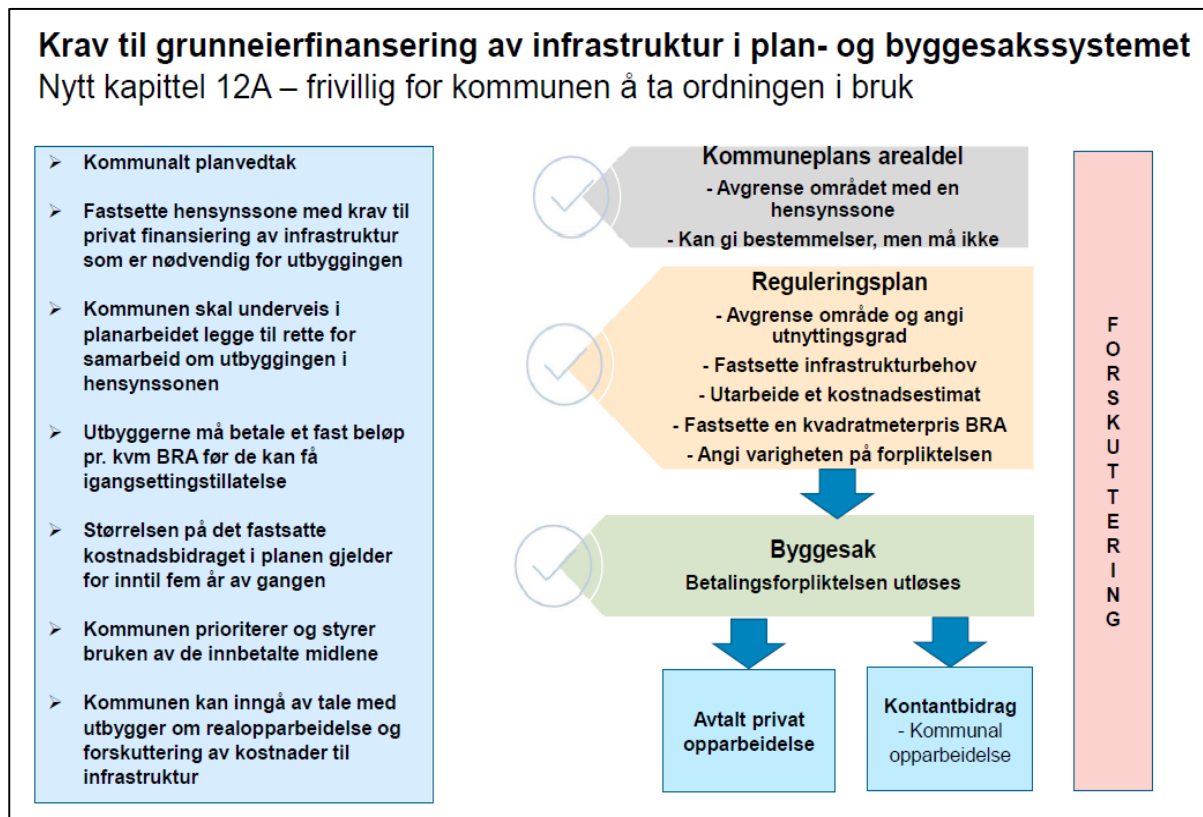 Krav til grunneierfinansering av infrastruktur i plan- og byggesakssystemet
Nytt kapittel 12A – frivillig for kommunen å ta ordningen i bruk
➢ Kommunalt planvedtak
➢ Fastsette hensynssone med krav til
privat finansiering av infrastruktur
som er nødvendig for utbyggingen
➢ Kommunen skal underveis i
planarbeidet legge til rette for
samarbeid om utbyggingen i
hensynssonen
➢ Utbyggerne må betale et fast beløp
pr. kvm BRA før de kan få
igangsettingstillatelse
➢ Størrelsen på det fastsatte
kostnadsbidraget i planen gjelder
for inntil fem år av gangen
➢ Kommunen prioriterer og styrer
bruken av de innbetalte midlene
➢ Kommunen kan inngå av tale med
utbygger om realopparbeidelse og
forskuttering av kostnader til
infrastruktur
Kommuneplans arealdel
- Avgrense området med en
hensynssone
- Kan gi bestemmelser, men må ikke
Reguleringsplan
- Avgrense område og angi
utnyttingsgrad
- Fastsette infrastrukturbehov
- Utarbeide et kostnadsestimat
- Fastsette en kvadratmeterpris BRA
- Angi varigheten på forpliktelsen
Byggesak
Betalingsforpliktelsen utløses
Avtalt privat
opparbeidelse
Kontantbidrag
- Kommunal
opparbeidelse
F
O
R
S
K
U
T
T
E
R
I
N
G